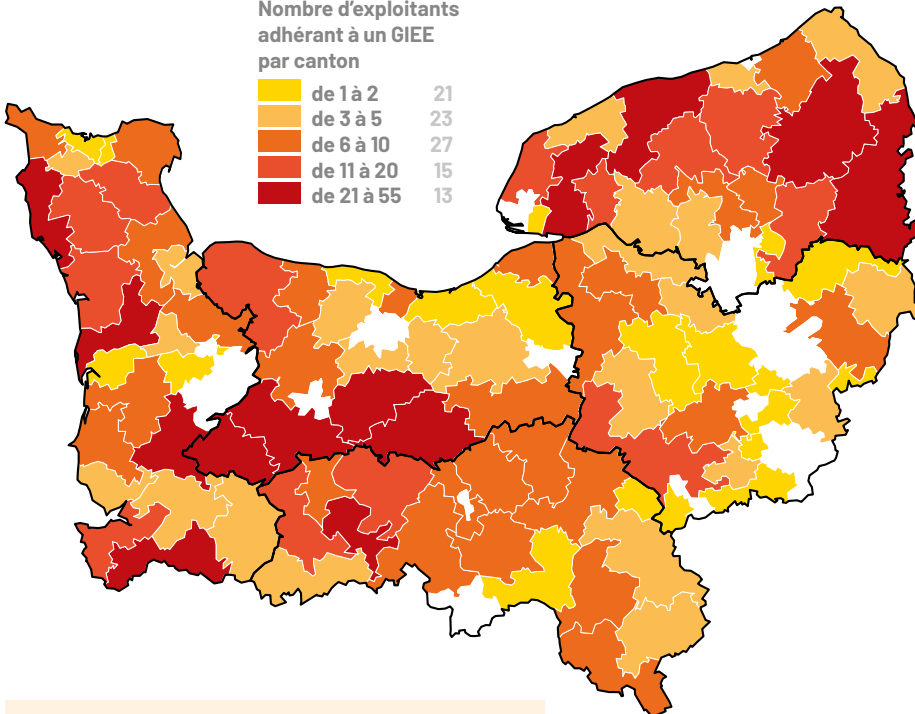 Nombre d'exploitants
adhérant à un GIEE
par canton
de 1 à 2 21
de 3 à 5 23
de 6 à 10 27
de 11 à 20 15
de 21 à 55 13